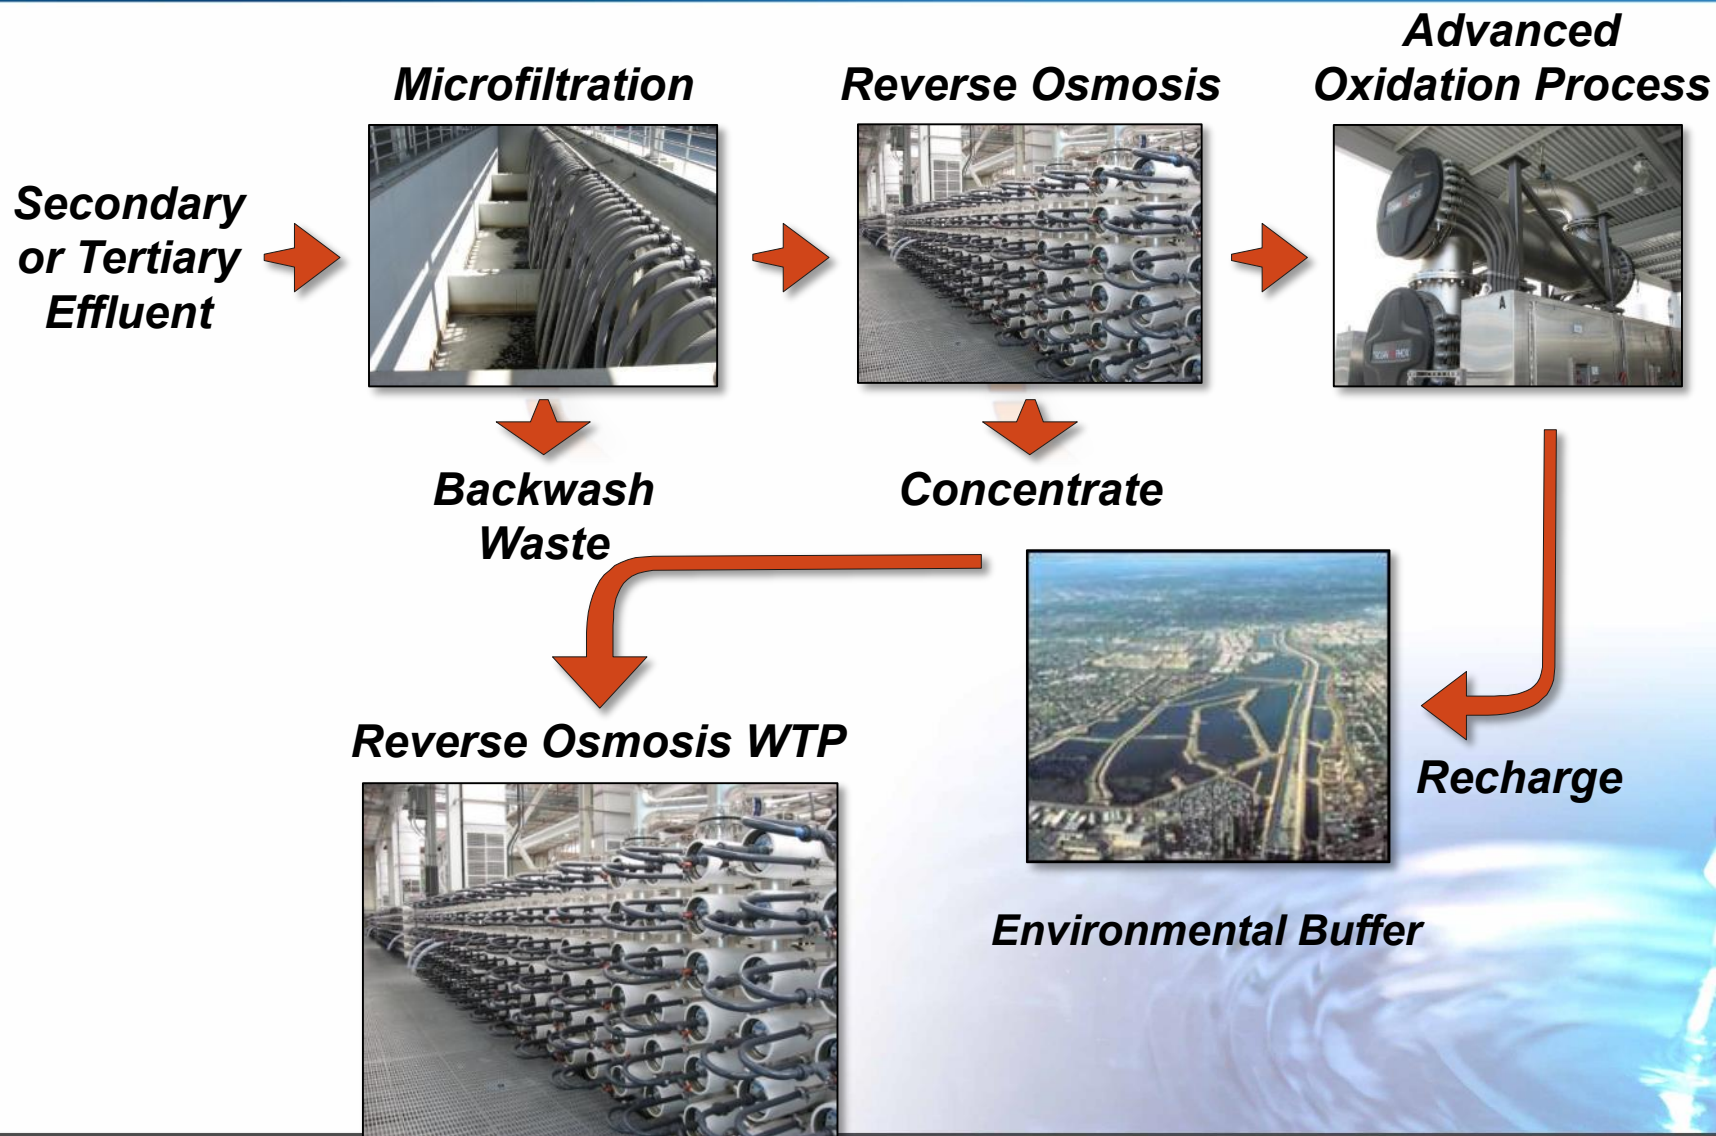 Secondary
or Tertiary
Effluent
Microfiltration
Reverse Osmosis
Advanced
Oxidation Process
A
Backwash
Waste
Concentrate
Reverse Osmosis WTP
Recharge
Environmental Buffer